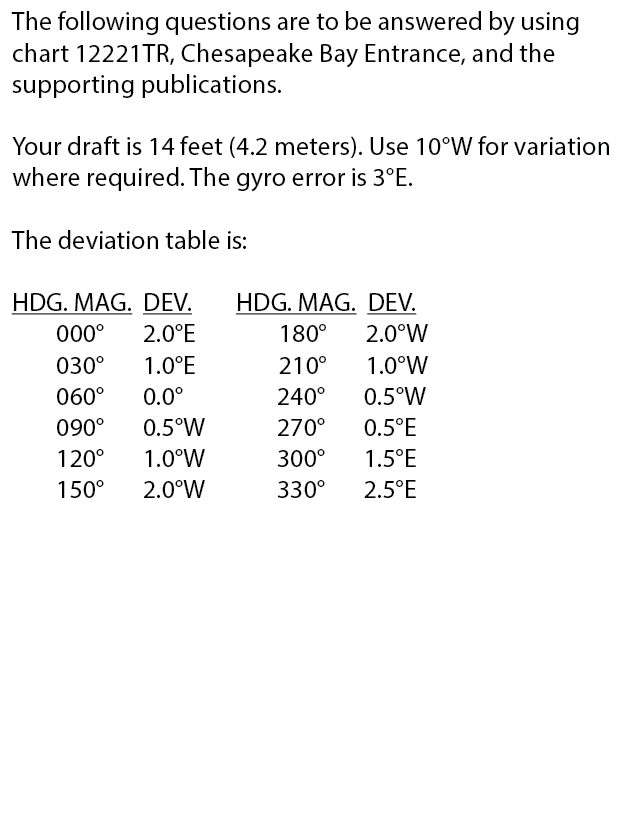 The following questions are to be answered by using
chart 12221TR, Chesapeake Bay Entrance, and the
supporting publications.
Your draft is 14 feet (4.2 meters). Use 10°W for variation
where required. The gyro error is 3°E.
The deviation table is:
HDG. MAG. DEV. HDG. MAG. DEV.
000° 2.0°E 180° 2.0°W
030° 1.0°E 210° 1.0°W
060° 0.0° 240° 0.5°W
090° 0.5°W 270° 0.5°E
120° 1.0°W 300° 1.5°E
150° 2.0°W 330° 2.5°E